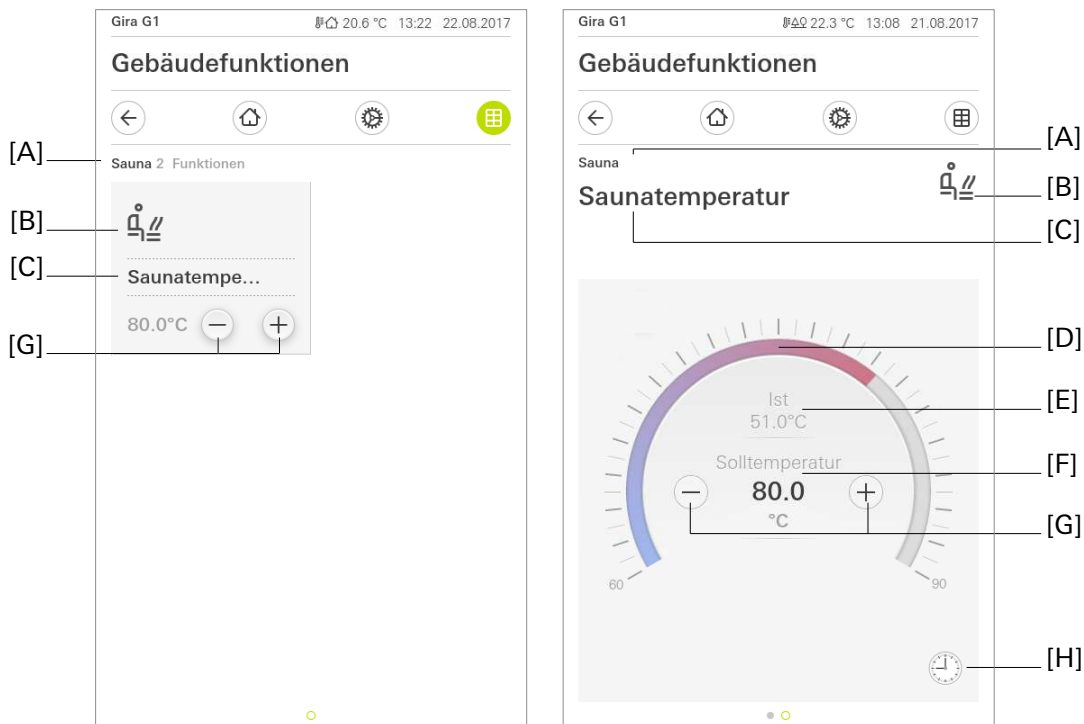 Gira G1 20.6 °C 13:22 22.08.2017
Gebäudefunktionen
[A] Sauna 2 Funktionen
[B]
[C] Saunatempe...
80.0°C
[G]
Gira G1 22.3 °C 13:08 21.08.2017
Gebäudefunktionen
[A]
Sauna
Saunatemperatur [B]
[C]
[D]
Ist [E]
51.0°C
Solltemperatur [F]
80.0
°C [G]
60 90
[H]